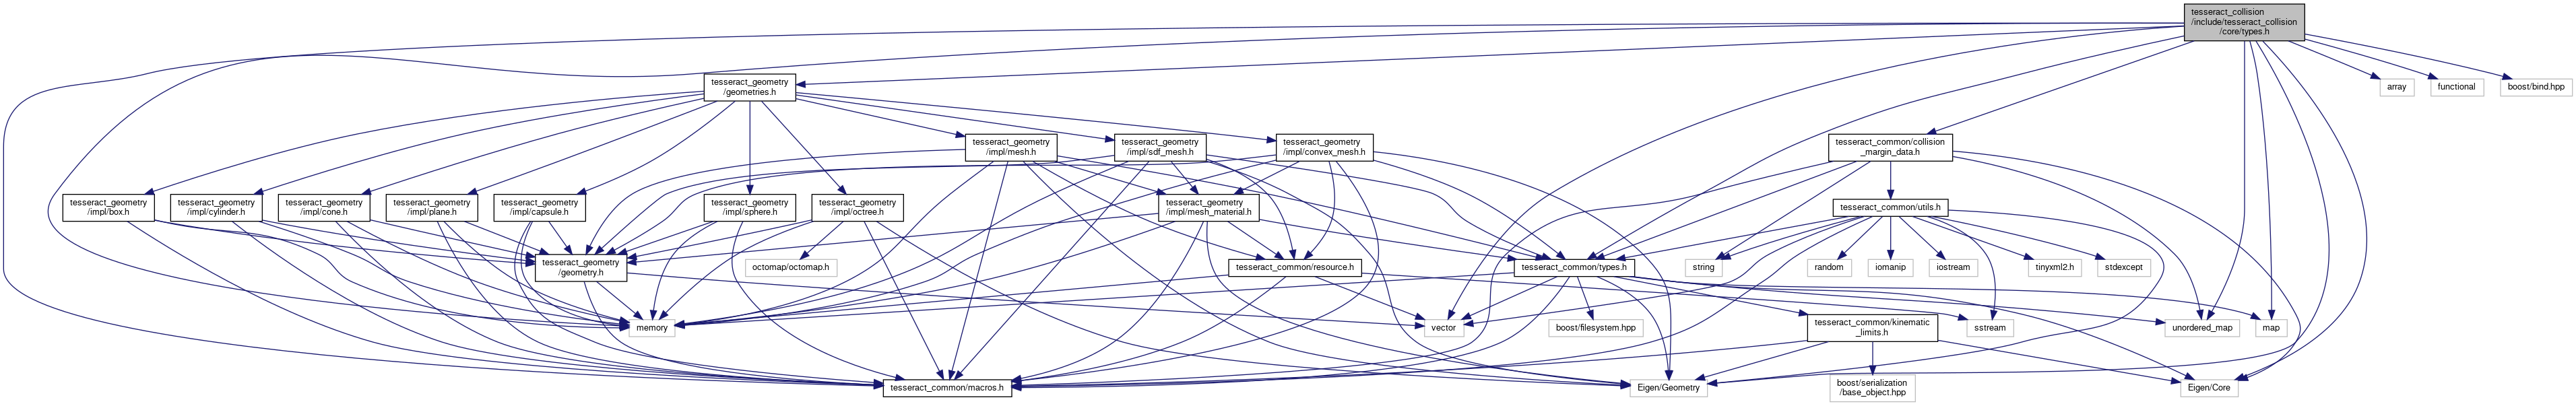 tesseract_collision
/include/tesseract_collision
/core/types.h
tesseract_geometry
/geometries.h
array
functional
boost/bind.hpp
tesseract_geometry
/impl/mesh.h
tesseract_geometry
/impl/sdf_mesh.h
tesseract_geometry
/impl/convex_mesh.h
tesseract_common/collision
_margin_data.h
tesseract_geometry
/impl/box.h
tesseract_geometry
/impl/cylinder.h
tesseract_geometry
/impl/cone.h
tesseract_geometry
/impl/plane.h
tesseract_geometry
/impl/capsule.h
tesseract_geometry
/impl/sphere.h
tesseract_geometry
/impl/octree.h
tesseract_geometry
/impl/mesh_material.h
tesseract_common/utils.h
tesseract_geometry
/geometry.h
octomap/octomap.h
tesseract_common/resource.h
tesseract_common/types.h
string
random
iomanip
iostream
tinyxml2.h
stdexcept
memory
vector
boost/filesystem.hpp
tesseract_common/kinematic
_limits.h
sstream
unordered_map
map
tesseract_common/macros.h
Eigen/Geometry
boost/serialization
/base_object.hpp
Eigen/Core